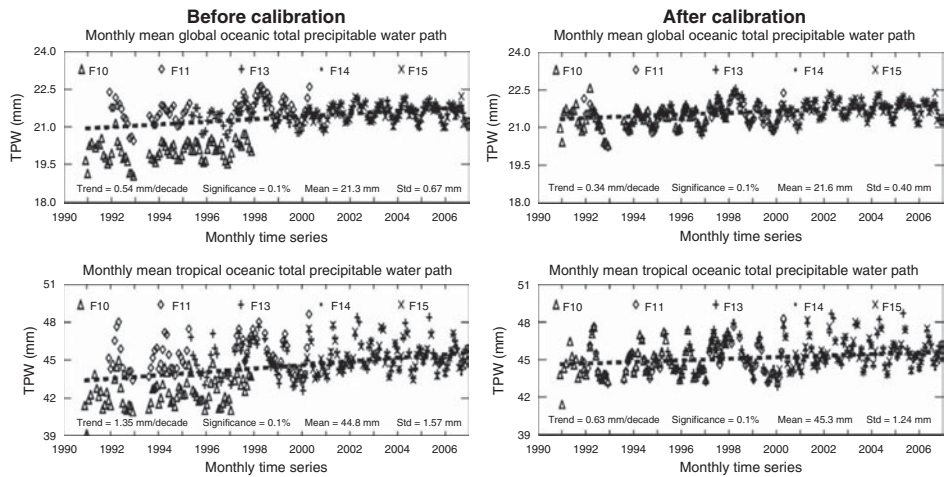 Before calibration
Monthly mean global oceanic total precipitable water path
24.0
22.5
21.0
19.5
18.0
TPW (mm)
F10 F11 F13 F14 F15
Trend = 0.54 mm/decade Significance = 0.1% Mean = 21.3 mm Std = 0.67 mm
1990 1992 1994 1996 1998 2000 2002 2004 2006
Monthly time series
After calibration
Monthly mean global oceanic total precipitable water path
24.0
22.5
21.0
19.5
18.0
TPW (mm)
F10 F11 F13 F14 F15
Trend = 0.34 mm/decade Significance = 0.1% Mean = 21.6 mm Std = 0.40 mm
1990 1992 1994 1996 1998 2000 2002 2004 2006
Monthly time series
Monthly mean tropical oceanic total precipitable water path
51
48
45
42
39
TPW (mm)
F10 F11 F13 F14 F15
Trend = 1.35 mm/decade Significance = 0.1% Mean = 44.8 mm Std = 1.57 mm
1990 1992 1994 1996 1998 2000 2002 2004 2006
Monthly time series
Monthly mean tropical oceanic total precipitable water path
51
48
45
42
39
TPW (mm)
F10 F11 F13 F14 F15
Trend = 0.63 mm/decade Significance = 0.1% Mean = 45.3 mm Std = 1.24 mm
1990 1992 1994 1996 1998 2000 2002 2004 2006
Monthly time series